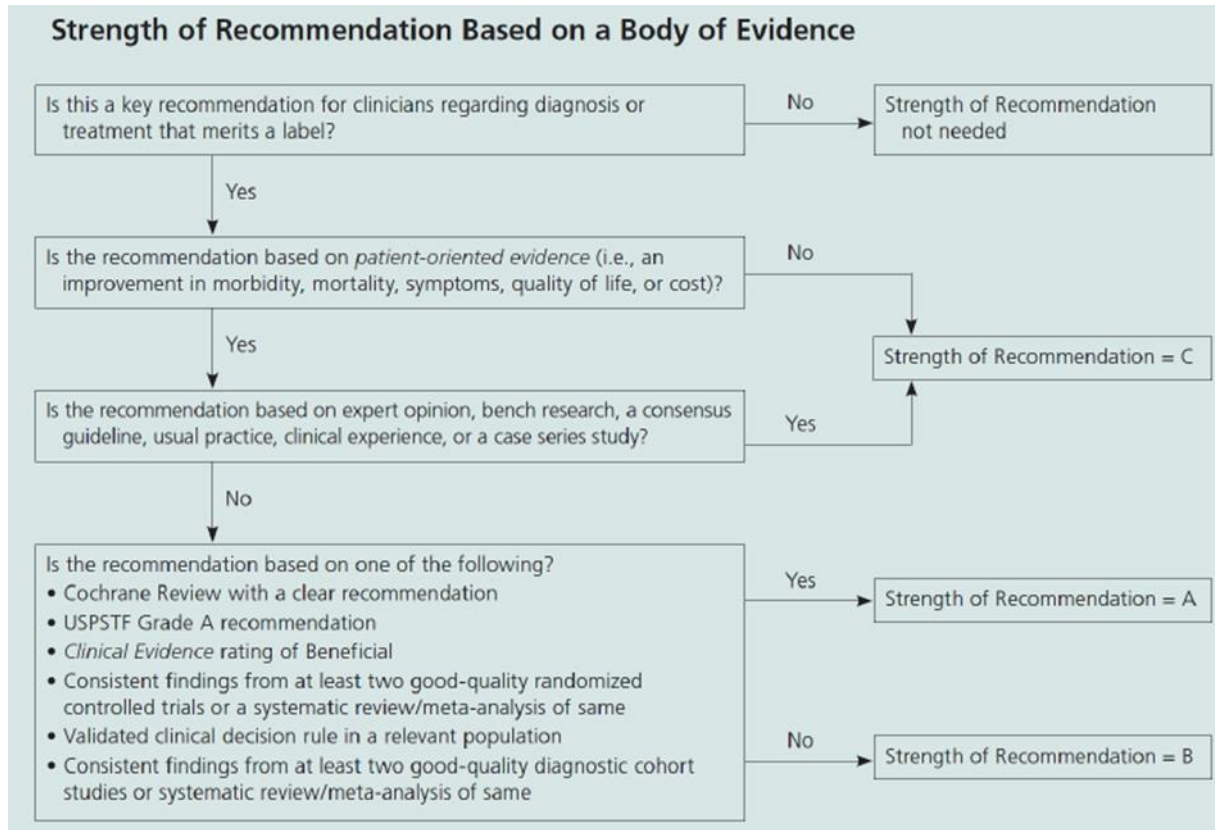 Strength of Recommendation Based on a Body of Evidence
Is this a key recommendation for clinicians regarding diagnosis or
treatment that merits a label?
No
Strength of Recommendation
not needed
Yes
Is the recommendation based on patient-oriented evidence (i.e., an
improvement in morbidity, mortality, symptoms, quality of life, or cost)?
No
Yes
Strength of Recommendation = C
Is the recommendation based on expert opinion, bench research, a consensus
guideline, usual practice, clinical experience, or a case series study?
Yes
No
Is the recommendation based on one of the following?
• Cochrane Review with a clear recommendation
• USPSTF Grade A recommendation
• Clinical Evidence rating of Beneficial
• Consistent findings from at least two good-quality randomized
controlled trials or a systematic review/meta-analysis of same
• Validated clinical decision rule in a relevant population
• Consistent findings from at least two good-quality diagnostic cohort
studies or systematic review/meta-analysis of same
Yes
Strength of Recommendation = A
No
Strength of Recommendation = B